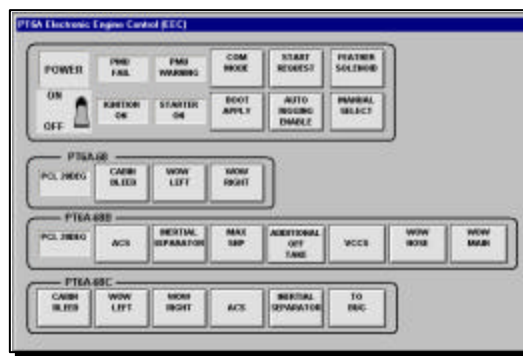 PT6A Electronic Engine Control (EEC)
POWER
ON
OFF
PMU FAIL
PMU WARNING
COM MODE
START REQUEST
FEATHER SOLENOID
IGNITION ON
STARTER ON
BOOT APPLY
AUTO RIGGING ENABLE
MANUAL SELECT
PT6A-68
PCL 20DEG
CABIN BLEED
WOW LEFT
WOW RIGHT
PT6A-68B
PCL 20DEG
ACS
INERTIAL SEPARATOR
MAX SHP
ADDITIONAL OFF TAKE
VCCS
WOW NOSE
WOW MAIN
PT6A-68C
CABIN BLEED
WOW LEFT
WOW RIGHT
ACS
INERTIAL SEPARATOR
TO